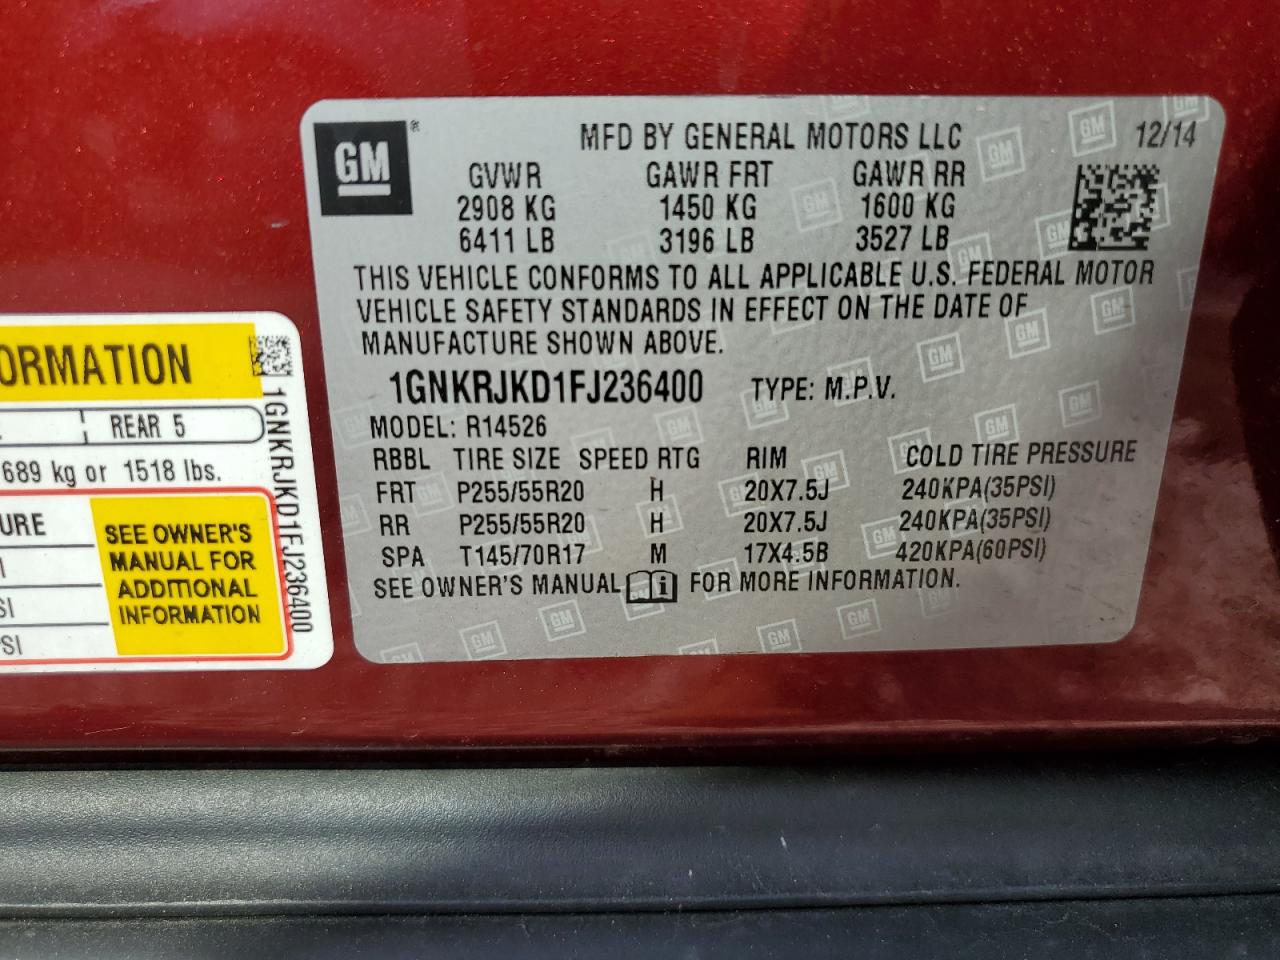 GM®
MFD BY GENERAL MOTORS LLC 12/14
GVWR GAWR FRT GAWR RR
2908 KG 1450 KG 1600 KG
6411 LB 3196 LB 3527 LB
THIS VEHICLE CONFORMS TO ALL APPLICABLE U.S. FEDERAL MOTOR
VEHICLE SAFETY STANDARDS IN EFFECT ON THE DATE OF
MANUFACTURE SHOWN ABOVE.
1GNKRJKD1FJ236400 TYPE: M.P.V.
MODEL: R14526
RBBL TIRE SIZE SPEED RTG RIM COLD TIRE PRESSURE
FRT P255/55R20 H 20X7.5J 240KPA(35PSI)
RR P255/55R20 H 20X7.5J 240KPA(35PSI)
SPA T145/70R17 M 17X4.5B 420KPA(60PSI)
SEE OWNER'S MANUAL i FOR MORE INFORMATION.
ORMATION
REAR 5
689 kg or 1518 lbs.
URE
SEE OWNER'S
MANUAL FOR
ADDITIONAL
INFORMATION
I
SI
PSI
1GNKRJKD1FJ236400